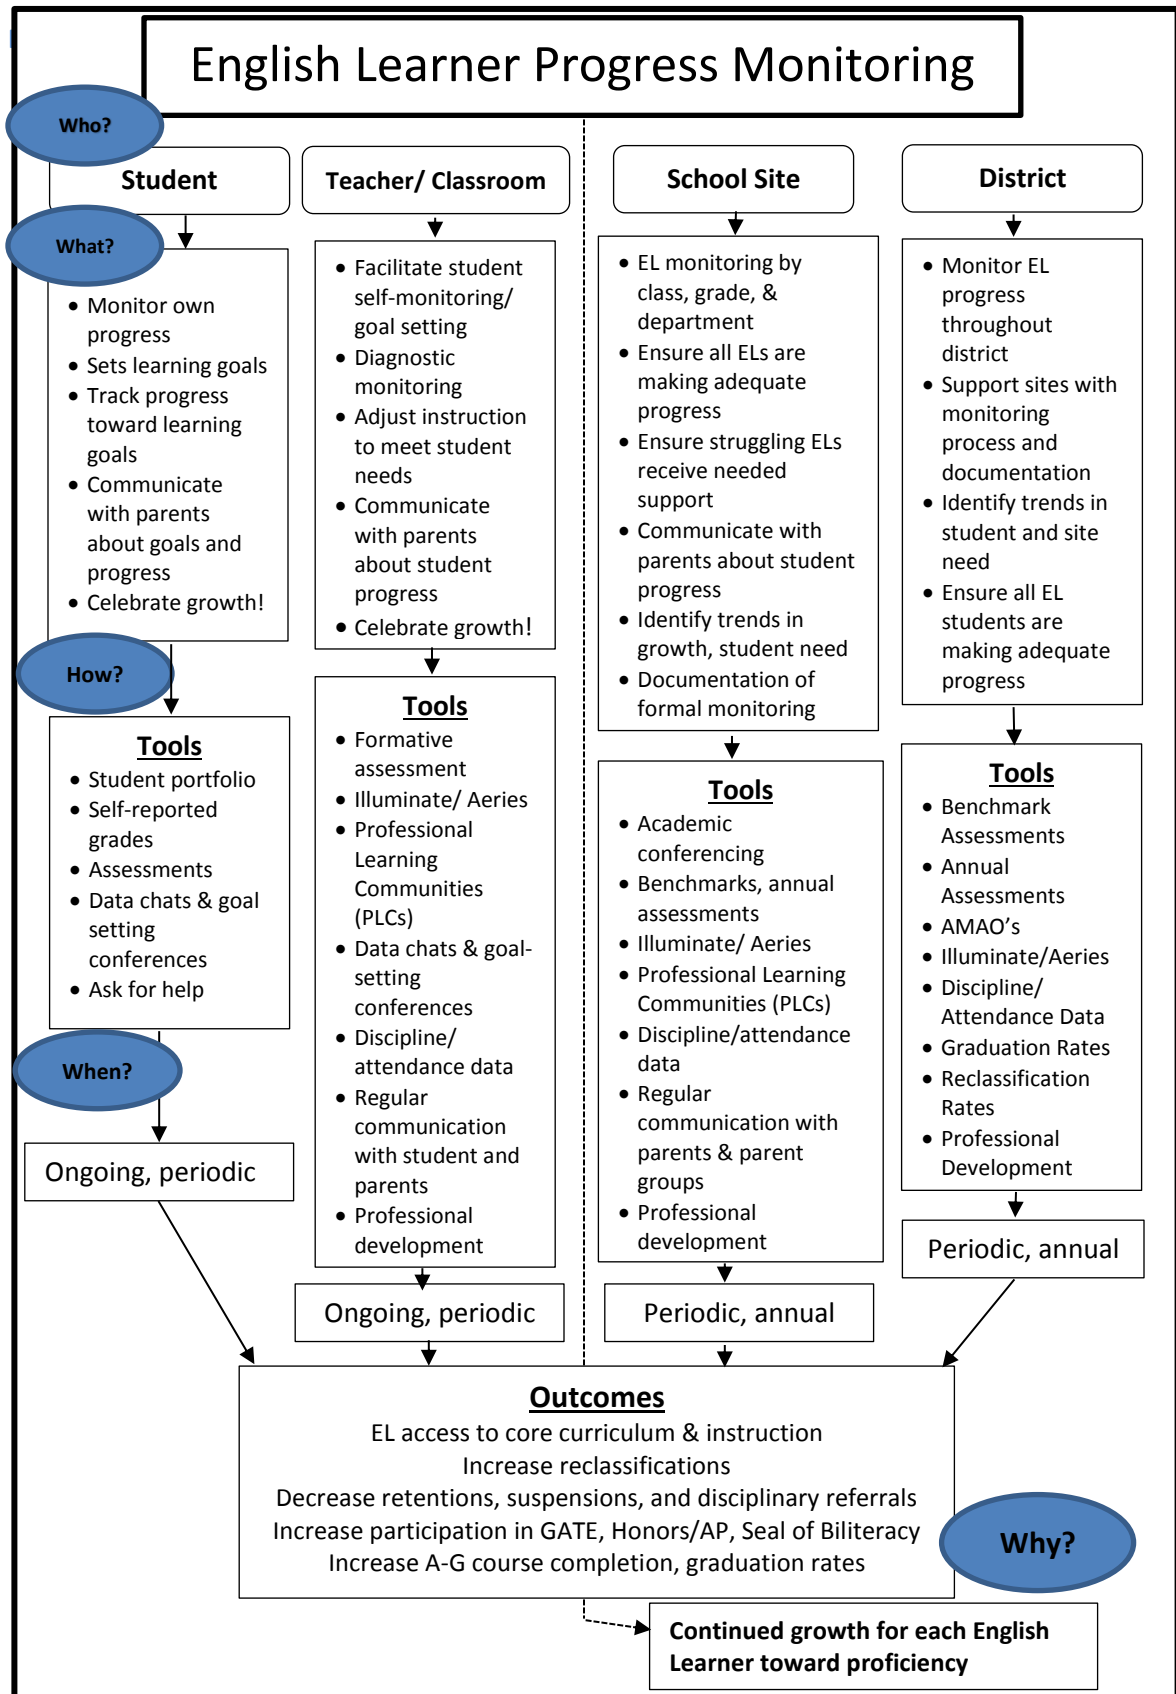 English Learner Progress Monitoring
Who?
Student
Teacher/ Classroom
School Site
District
What?
• Monitor own
progress
• Sets learning goals
• Track progress
toward learning
goals
• Communicate
with parents
about goals and
progress
• Celebrate growth!
• Facilitate student
self-monitoring/
goal setting
• Diagnostic
monitoring
• Adjust instruction
to meet student
needs
• Communicate
with parents
about student
progress
• Celebrate growth!
• EL monitoring by
class, grade, &
department
• Ensure all ELs are
making adequate
progress
• Ensure struggling ELs
receive needed
support
• Communicate with
parents about student
progress
• Identify trends in
growth, student need
• Documentation of
formal monitoring
• Monitor EL
progress
throughout
district
• Support sites with
monitoring
process and
documentation
• Identify trends in
student and site
need
• Ensure all EL
students are
making adequate
progress
How?
Tools
• Student portfolio
• Self-reported
grades
• Assessments
• Data chats & goal
setting
conferences
• Ask for help
Tools
• Formative
assessment
• Illuminate/ Aeries
• Professional
Learning
Communities
(PLCs)
• Data chats & goal-
setting
conferences
• Discipline/
attendance data
• Regular
communication
with student and
parents
• Professional
development
Tools
• Academic
conferencing
• Benchmarks, annual
assessments
• Illuminate/ Aeries
• Professional Learning
Communities (PLCs)
• Discipline/attendance
data
• Regular
communication with
parents & parent
groups
• Professional
development
Tools
• Benchmark
Assessments
• Annual
Assessments
• AMAO's
• Illuminate/Aeries
• Discipline/
Attendance Data
• Graduation Rates
• Reclassification
Rates
• Professional
Development
When?
Ongoing, periodic
Ongoing, periodic
Periodic, annual
Periodic, annual
Outcomes
EL access to core curriculum & instruction
Increase reclassifications
Decrease retentions, suspensions, and disciplinary referrals
Increase participation in GATE, Honors/AP, Seal of Biliteracy
Increase A-G course completion, graduation rates
Why?
Continued growth for each English
Learner toward proficiency